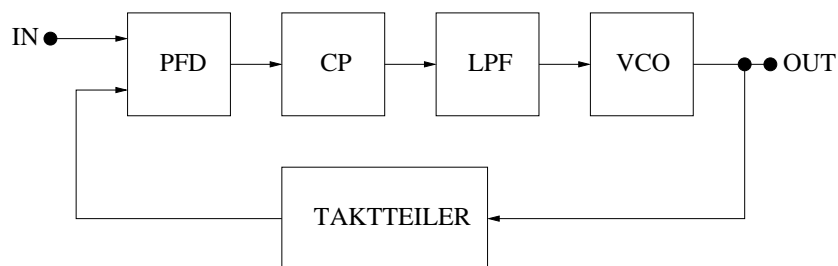 IN
PFD
CP
LPF
VCO
OUT
TAKTTEILER